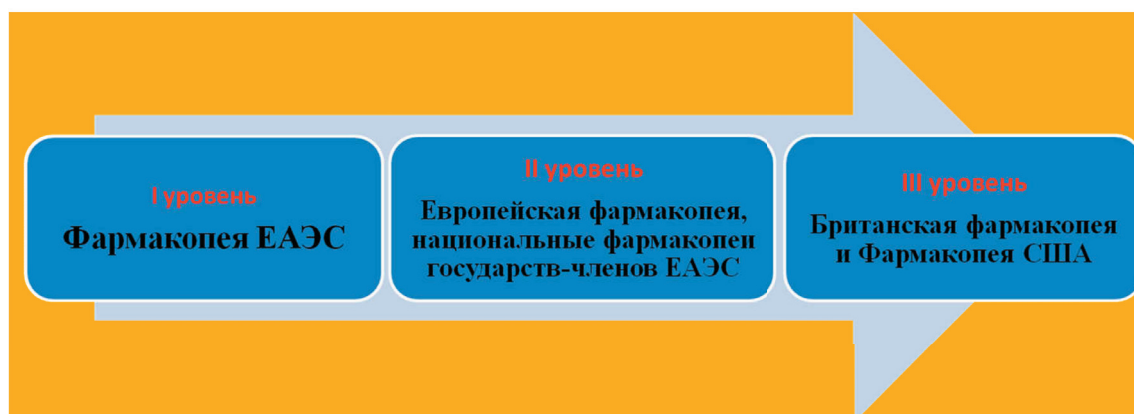 I уровень
Фармакопея ЕАЭС
II уровень
Европейская фармакопея,
национальные фармакопеи
государств-членов ЕАЭС
III уровень
Британская фармакопея
и Фармакопея США